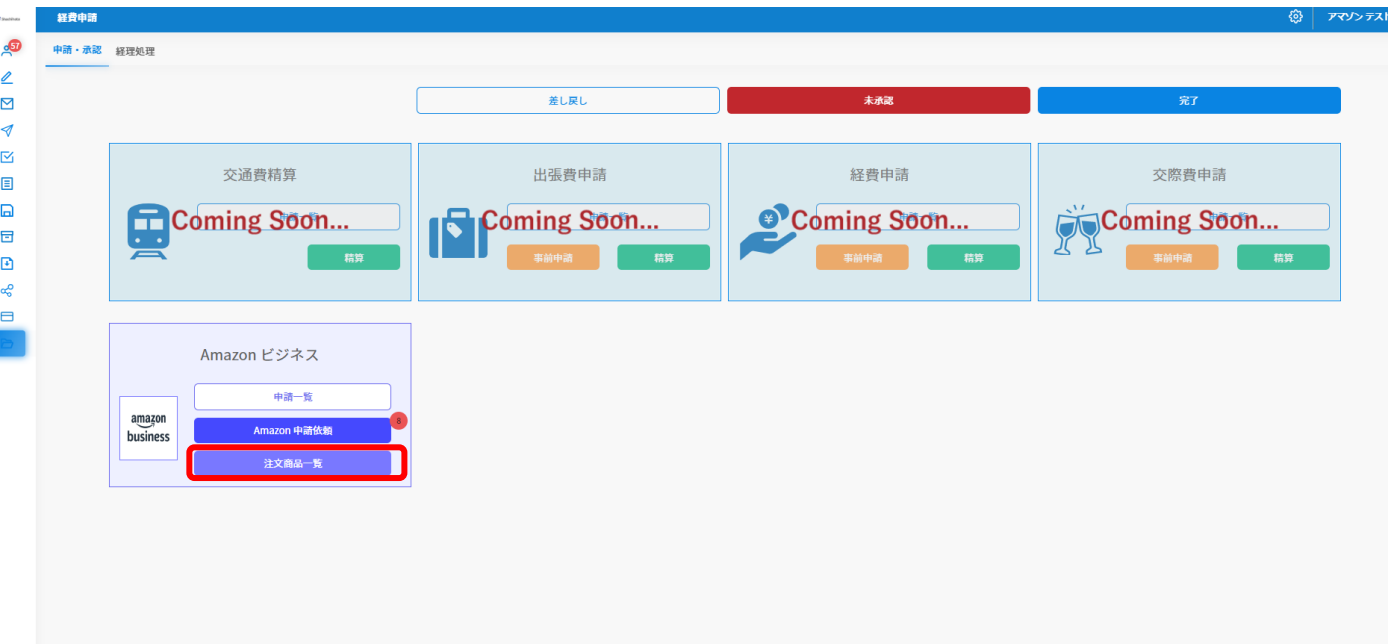 経費申請
アマゾン テスト
57
申請・承認 経理処理
差し戻し
未承認
完了
交通費精算
Coming Soon...
精算
出張費申請
Coming Soon...
事前申請 精算
経費申請
¥
Coming Soon...
事前申請 精算
交際費申請
Coming Soon...
事前申請 精算
Amazon ビジネス
amazon
business
申請一覧
Amazon 申請依頼
8
注文商品一覧